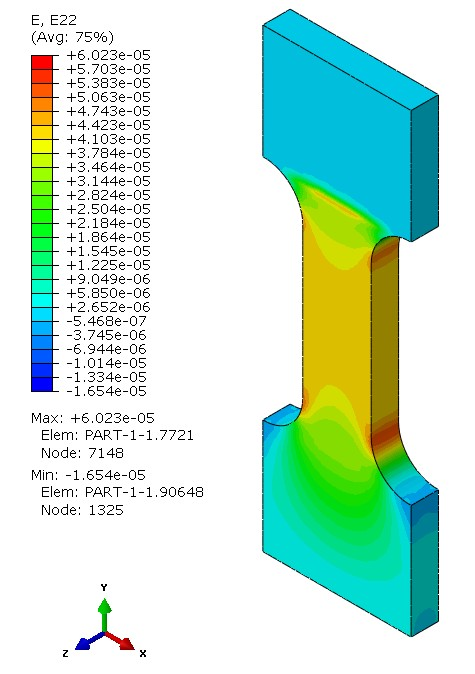 E, E22
(Avg: 75%)
+6.023e-05
+5.703e-05
+5.383e-05
+5.063e-05
+4.743e-05
+4.423e-05
+4.103e-05
+3.784e-05
+3.464e-05
+3.144e-05
+2.824e-05
+2.504e-05
+2.184e-05
+1.864e-05
+1.545e-05
+1.225e-05
+9.049e-06
+5.850e-06
+2.652e-06
-5.468e-07
-3.745e-06
-6.944e-06
-1.014e-05
-1.334e-05
-1.654e-05
Max: +6.023e-05
Elem: PART-1-1.7721
Node: 7148
Min: -1.654e-05
Elem: PART-1-1.90648
Node: 1325
Y
Z
X